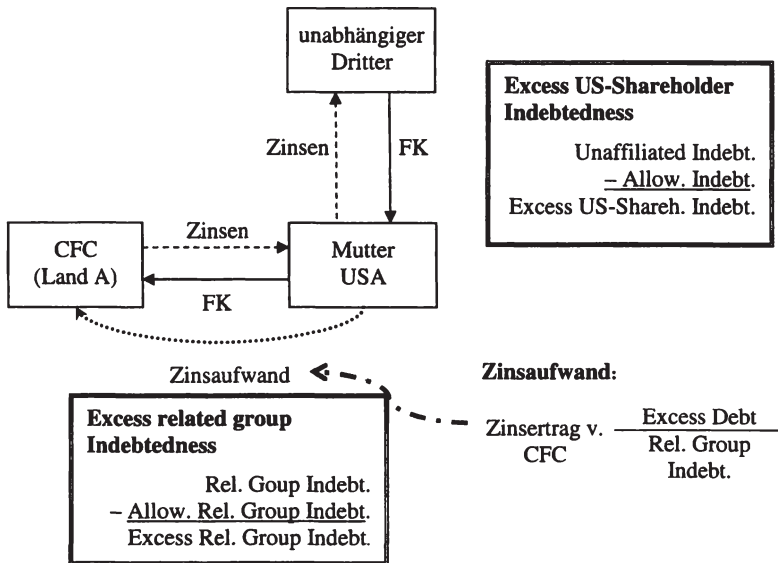 unabhängiger
Dritter
Excess US-Shareholder
Indebtedness
Unaffiliated Indebt.
– Allow. Indebt.
Excess US-Shareh. Indebt.
Zinsen
FK
CFC
(Land A)
Zinsen
FK
Mutter
USA
Zinsaufwand
Zinsaufwand:
Zinsertrag v.
CFC
Excess Debt
Rel. Group
Indebt.
Excess related group
Indebtedness
Rel. Goup Indebt.
– Allow. Rel. Group Indebt.
Excess Rel. Group Indebt.